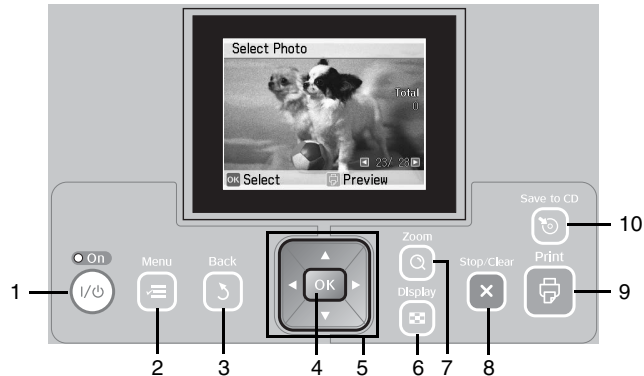 Select Photo
Total
0
23/ 28
OK Select Preview
Save to CD
10
On
Menu
Back
Zoom
Stop/Clear
Print
1
OK
Display
9
2
3
4
5
6
7
8